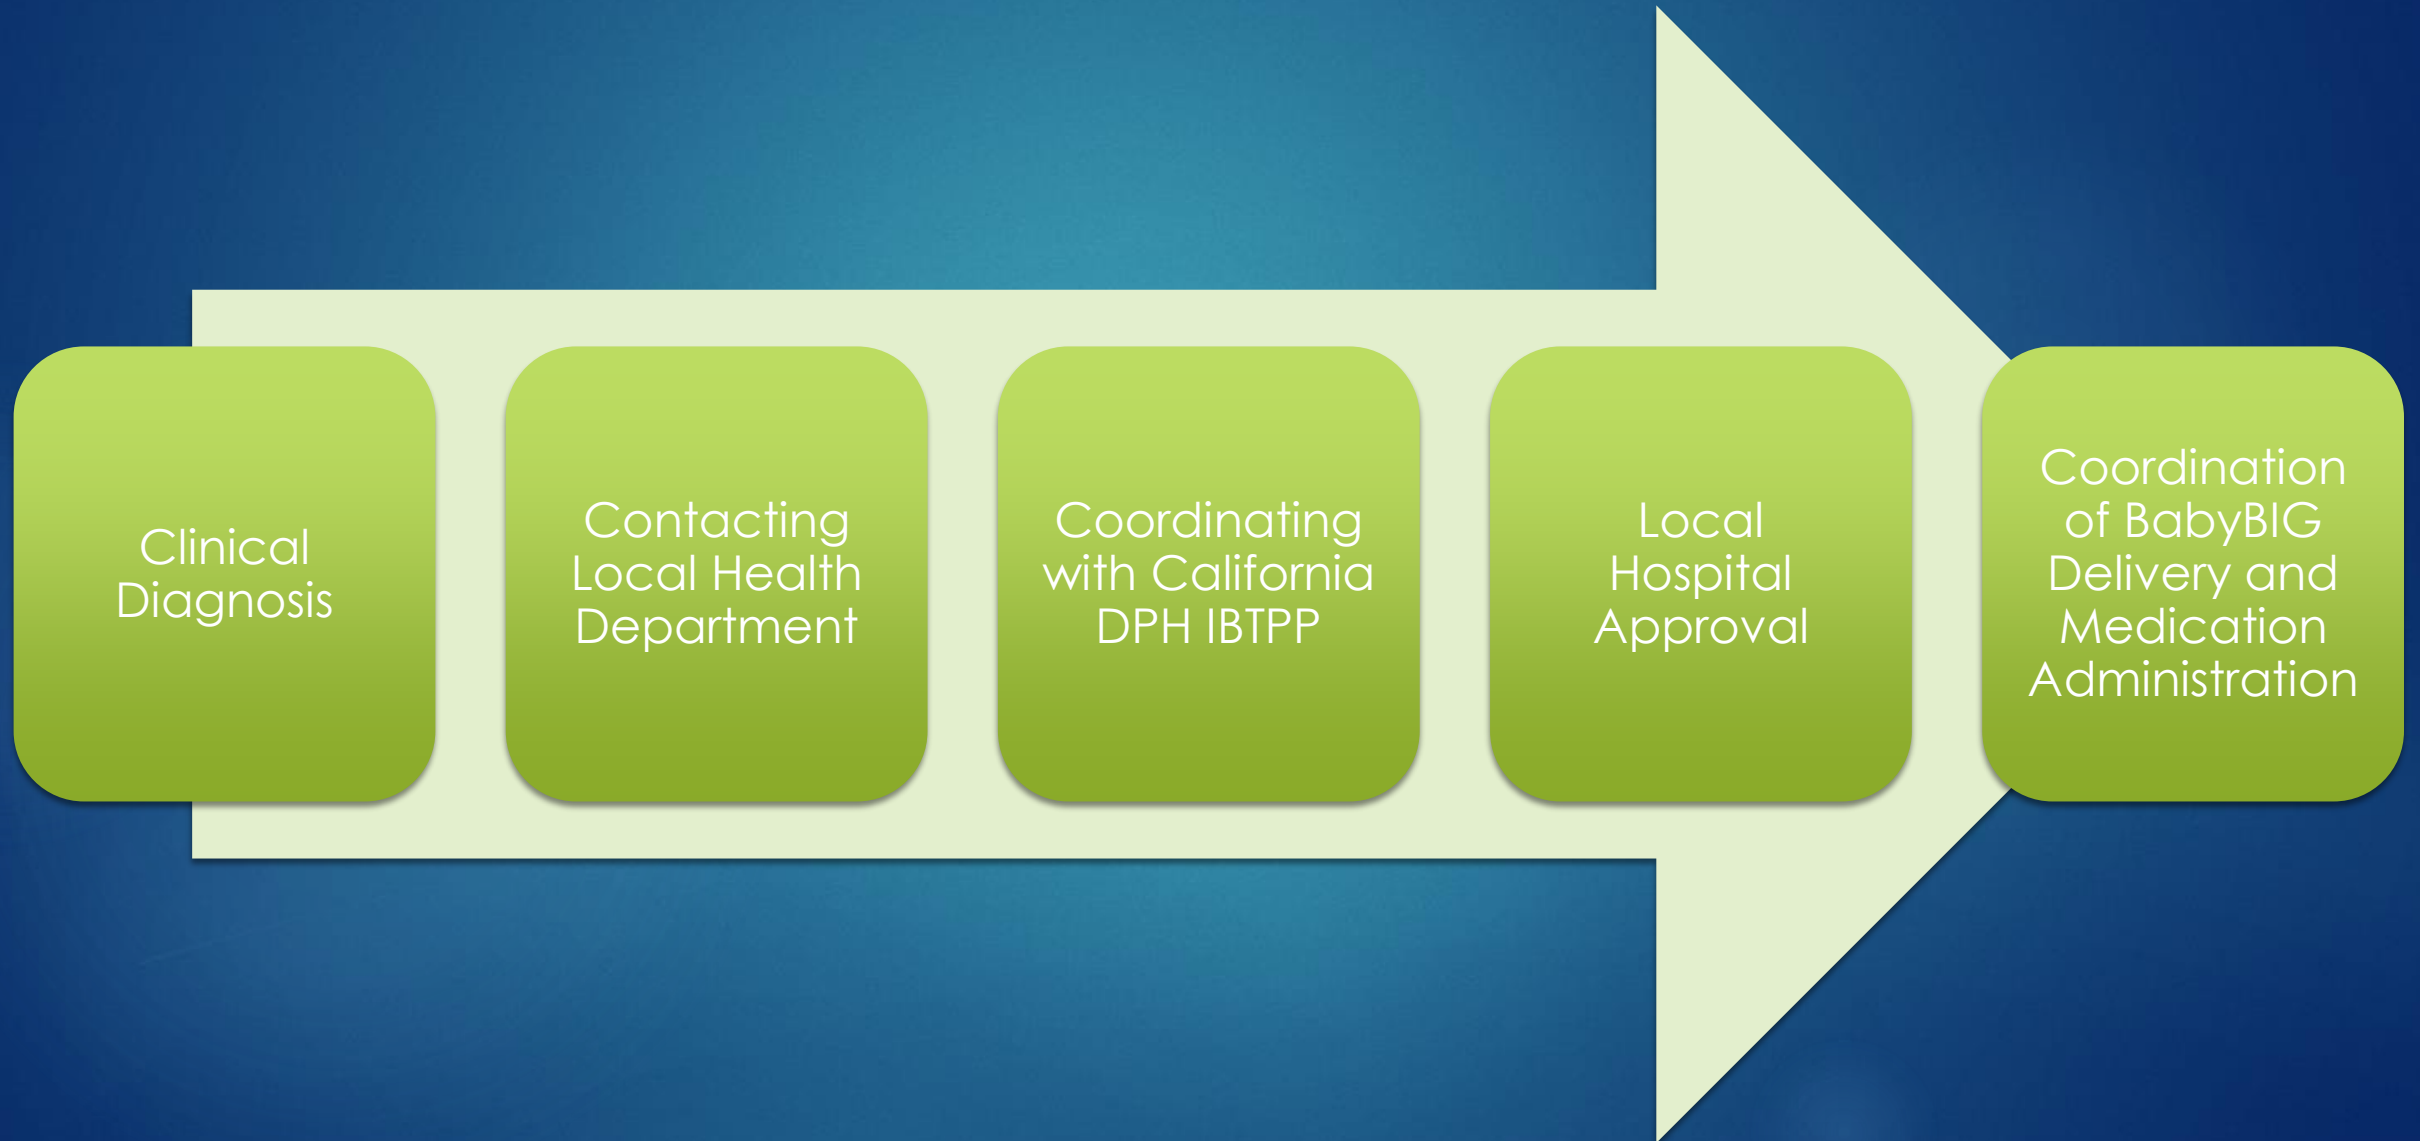 Clinical
Diagnosis
Contacting
Local Health
Department
Coordinating
with California
DPH IBTPP
Local
Hospital
Approval
Coordination
of BabyBIG
Delivery and
Medication
Administration